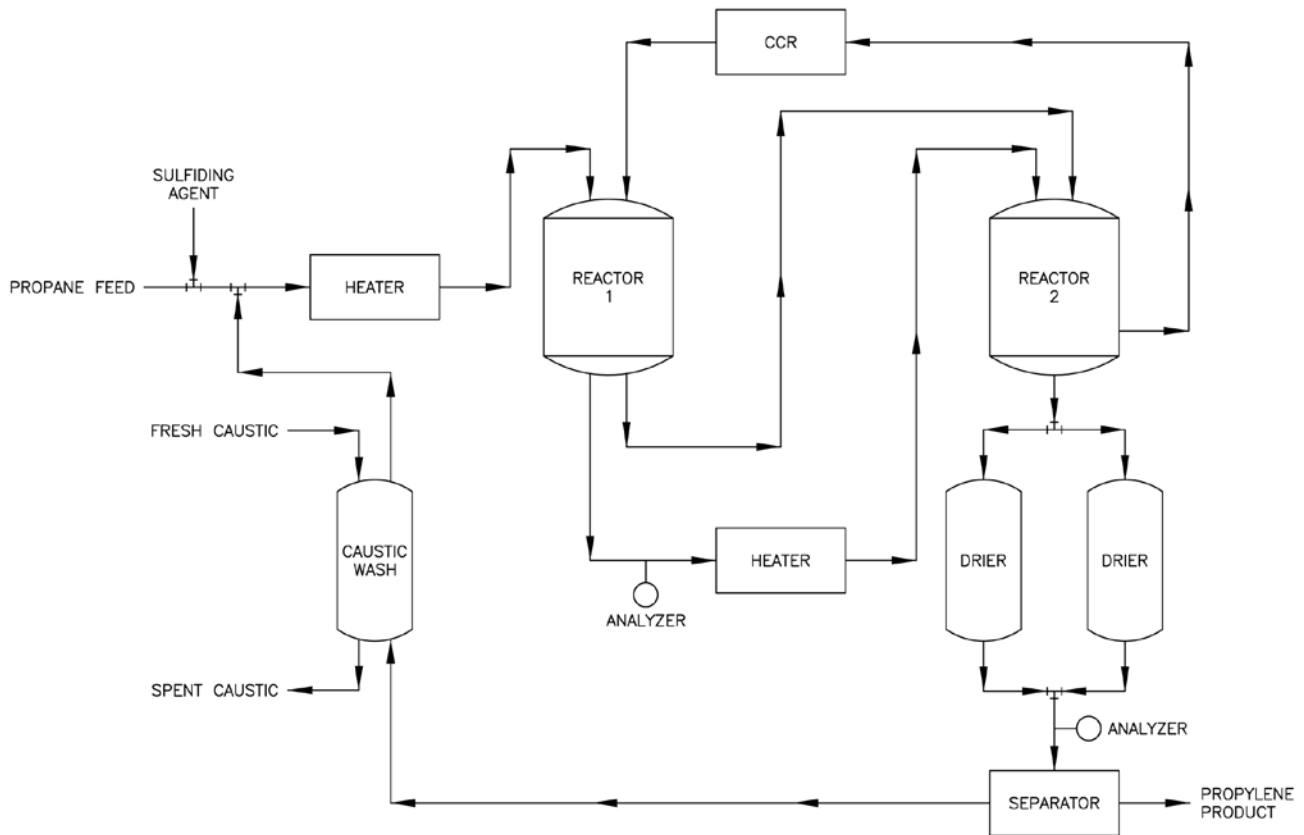 CCR
SULFIDING
AGENT
PROPANE FEED
HEATER
REACTOR
1
REACTOR
2
FRESH CAUSTIC
CAUSTIC
WASH
HEATER
DRIER
DRIER
ANALYZER
SPENT CAUSTIC
ANALYZER
SEPARATOR
PROPYLENE
PRODUCT